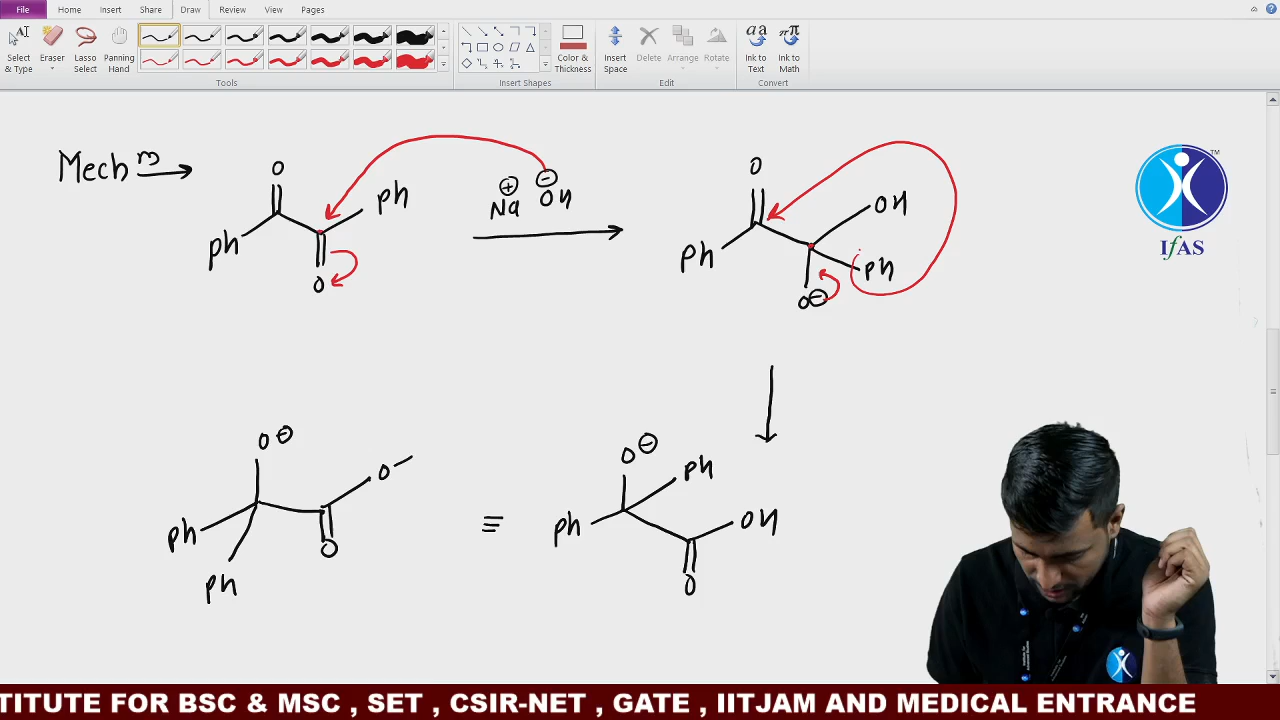 File Home Insert Share Draw Review View Pages
Select & Type Eraser Lasso Select Panning Hand Color & Thickness Insert Space Delete Arrange Rotate Ink to Text Ink to Math
Tools Insert Shapes Edit Convert
Mech m →
O
Ph
Ph
O
⊕ ⊖
Na OH
O
OH
Ph
Ph
O⊖
TM
IFAS
O⊖
O
Ph
Ph
O
≡
O⊖
Ph
Ph
OH
O
TITUTE FOR BSC & MSC , SET , CSIR-NET , GATE , IITJAM AND MEDICAL ENTRANCE